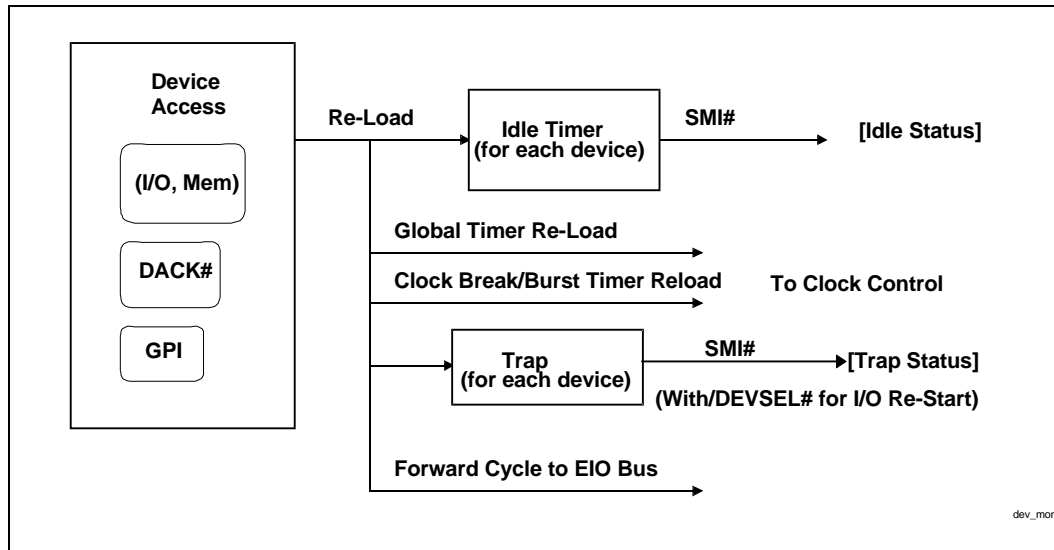 Device
Access
(I/O, Mem)
DACK#
GPI
Re-Load
Idle Timer
(for each device)
SMI#
[Idle Status]
Global Timer Re-Load
Clock Break/Burst Timer Reload
To Clock Control
Trap
(for each device)
SMI#
[Trap Status]
(With/DEVSEL# for I/O Re-Start)
Forward Cycle to EIO Bus
dev_mon